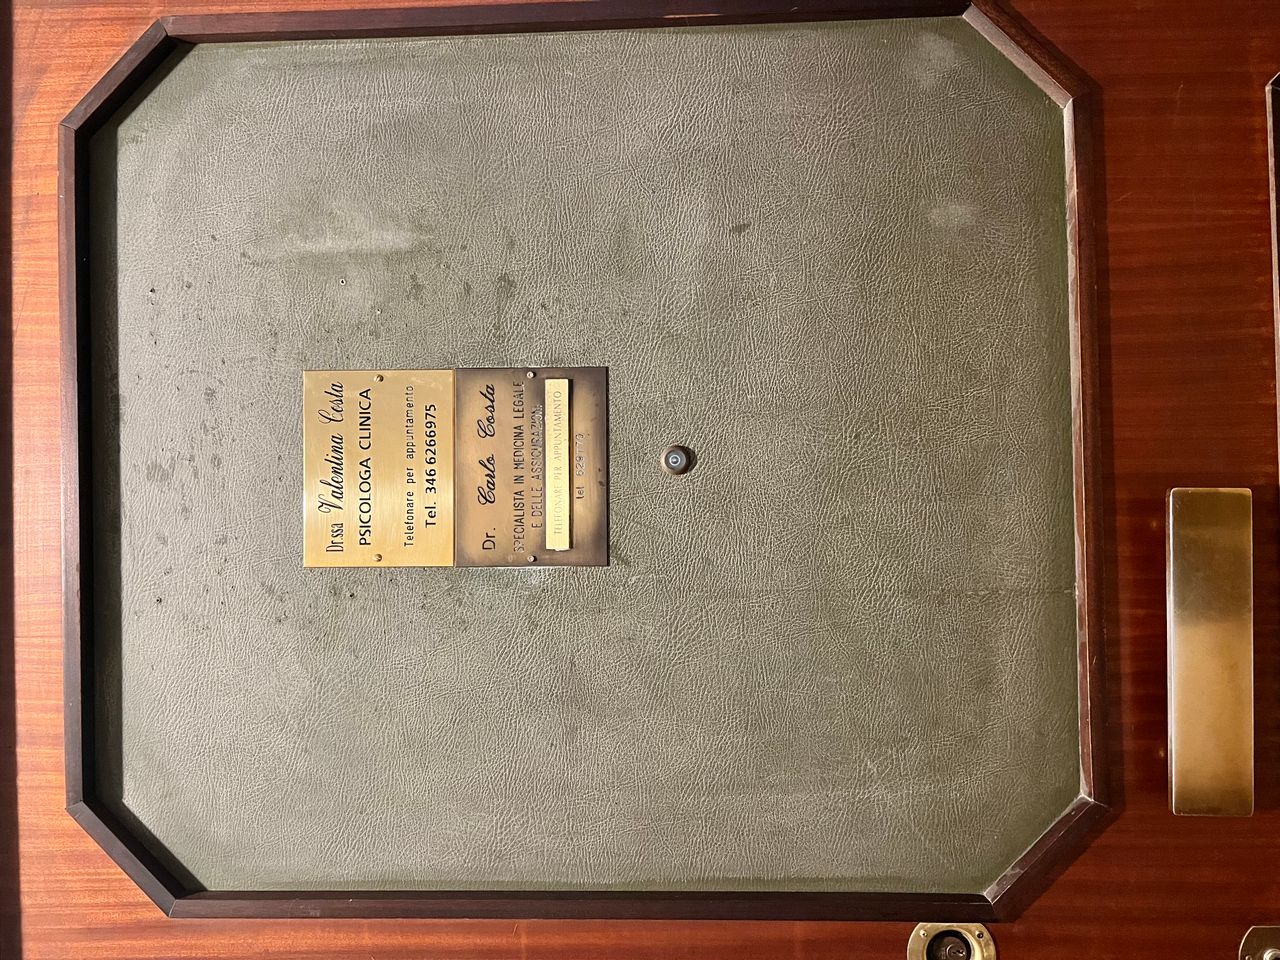 Dr.ssa Valentina Costa
PSICOLOGA CLINICA
Telefonare per appuntamento
Tel. 346 6266975
Dr. Carlo Costa
SPECIALISTA IN MEDICINA LEGALE
E DELLE ASSICURAZIONI
TELEFONARE PER APPUNTAMENTO
tel